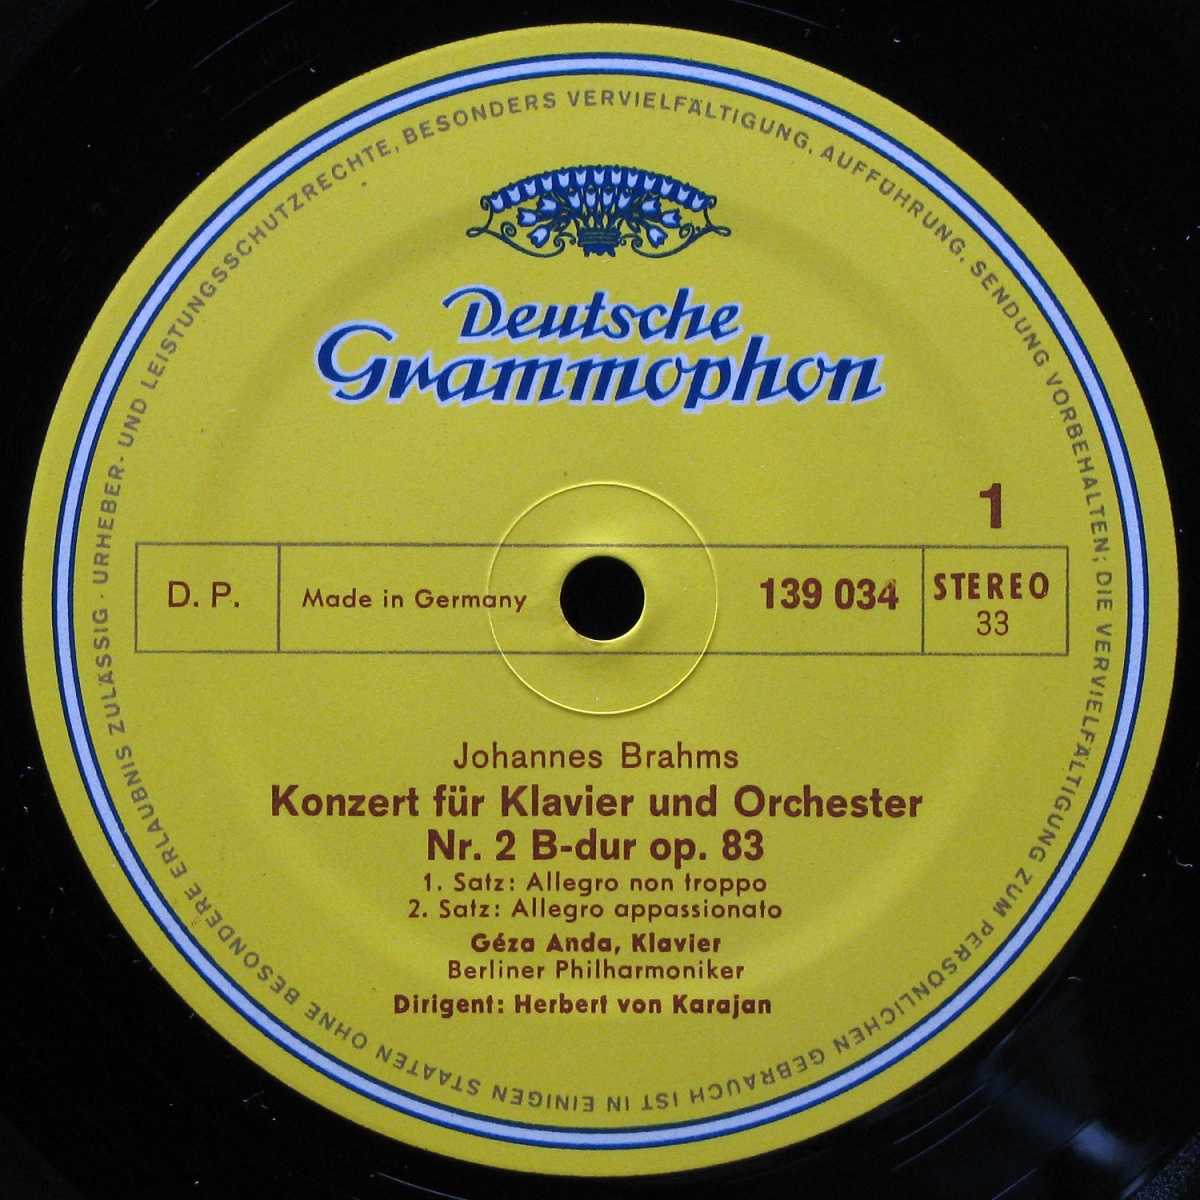 URHEBER- UND LEISTUNGSSCHUTZRECHTE, BESONDERS VERVIELFÄLTIGUNG, AUFFÜHRUNG, SENDUNG VORBEHALTEN; DIE VERVIELFÄLTIGUNG ZUM PERSÖNLICHEN GEBRAUCH IST IN EINIGEN STAATEN OHNE BESONDERE ERLAUBNIS ZULÄSSIG ·
Deutsche
Grammophon
1
D. P. Made in Germany 139 034 STEREO
33
Johannes Brahms
Konzert für Klavier und Orchester
Nr. 2 B-dur op. 83
1. Satz: Allegro non troppo
2. Satz: Allegro appassionato
Géza Anda, Klavier
Berliner Philharmoniker
Dirigent: Herbert von Karajan